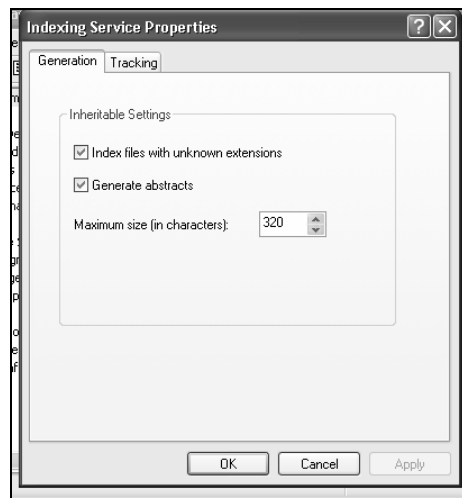 Indexing Service Properties
Generation Tracking
Inheritable Settings
Index files with unknown extensions
Generate abstracts
Maximum size (in characters): 320
OK Cancel Apply